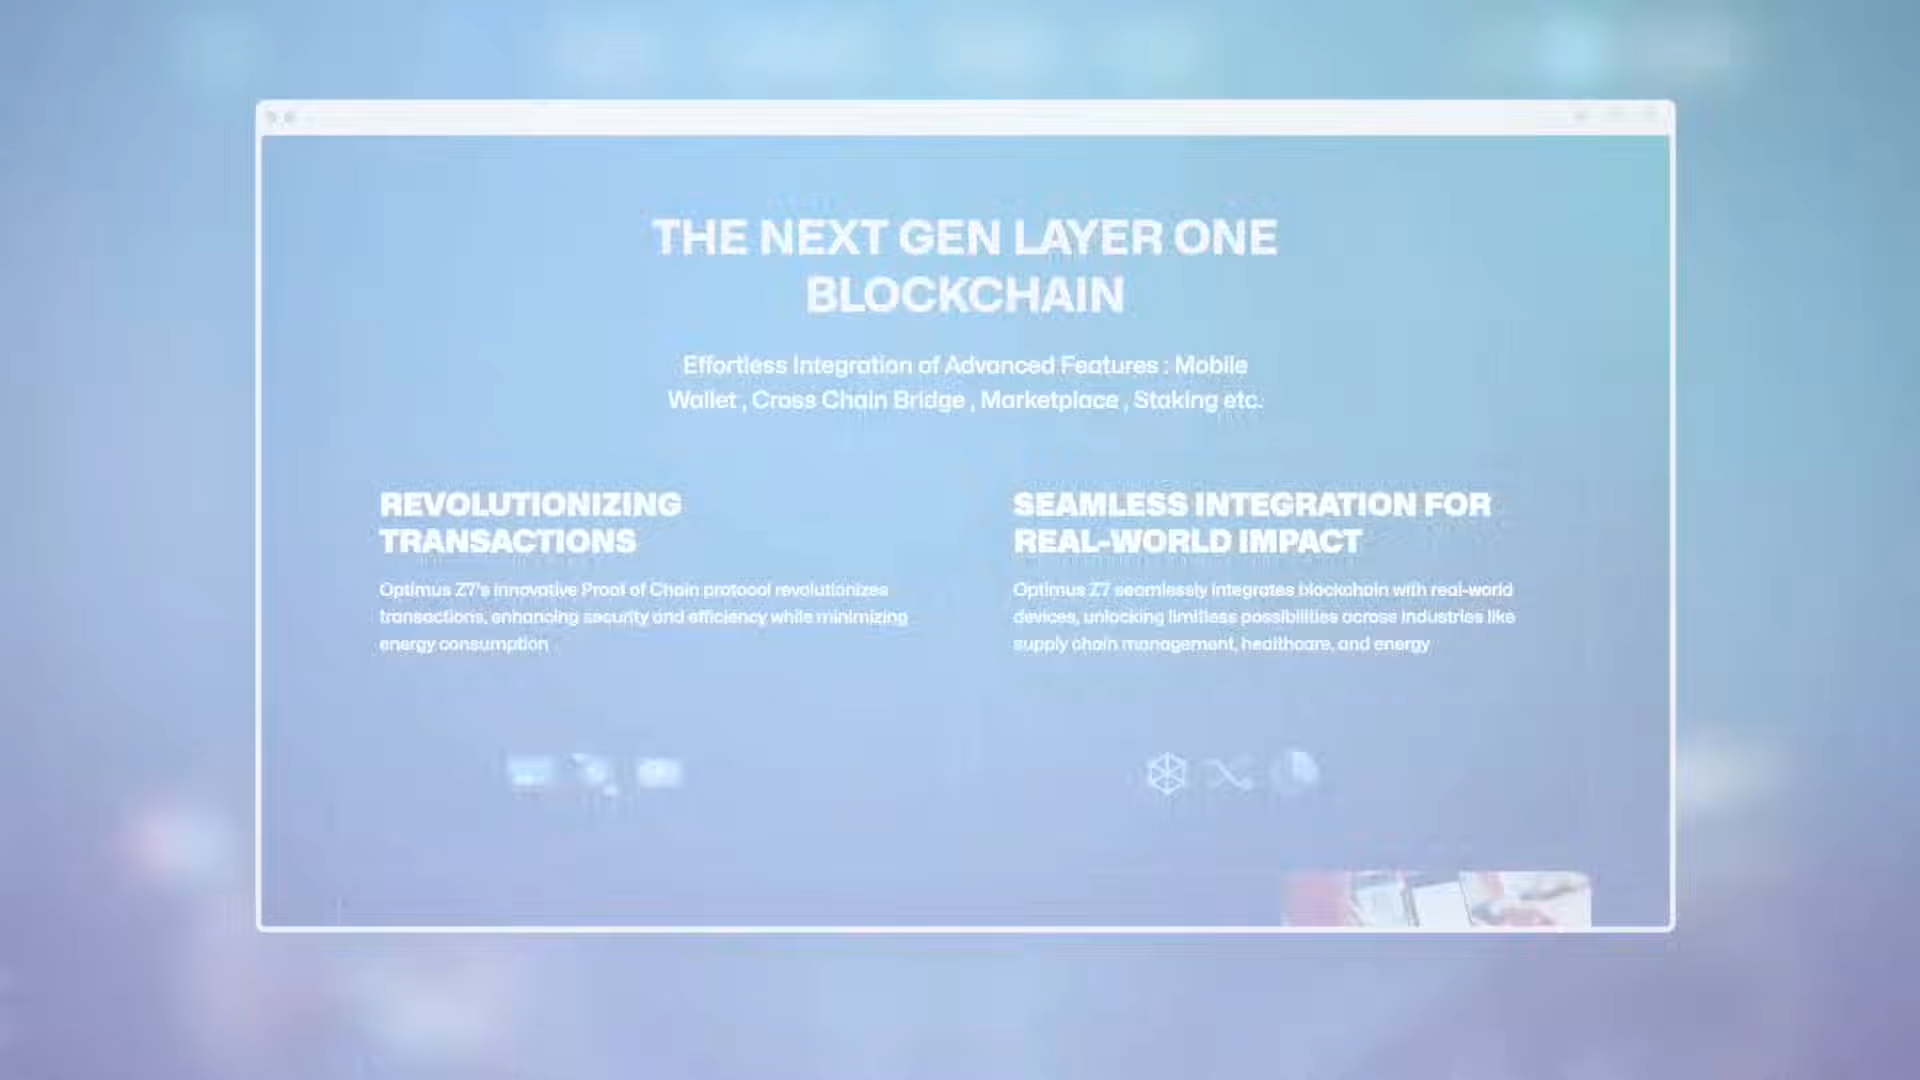 THE NEXT GEN LAYER ONE
BLOCKCHAIN
Effortless Integration of Advanced Features : Mobile
Wallet , Cross Chain Bridge , Marketplace , Staking etc.
REVOLUTIONIZING
TRANSACTIONS
Optimus Z7's innovative Proof of Chain protocol revolutionizes
transactions, enhancing security and efficiency while minimizing
energy consumption
SEAMLESS INTEGRATION FOR
REAL-WORLD IMPACT
Optimus Z7 seamlessly integrates blockchain with real-world
devices, unlocking limitless possibilities across industries like
supply chain management, healthcare, and energy